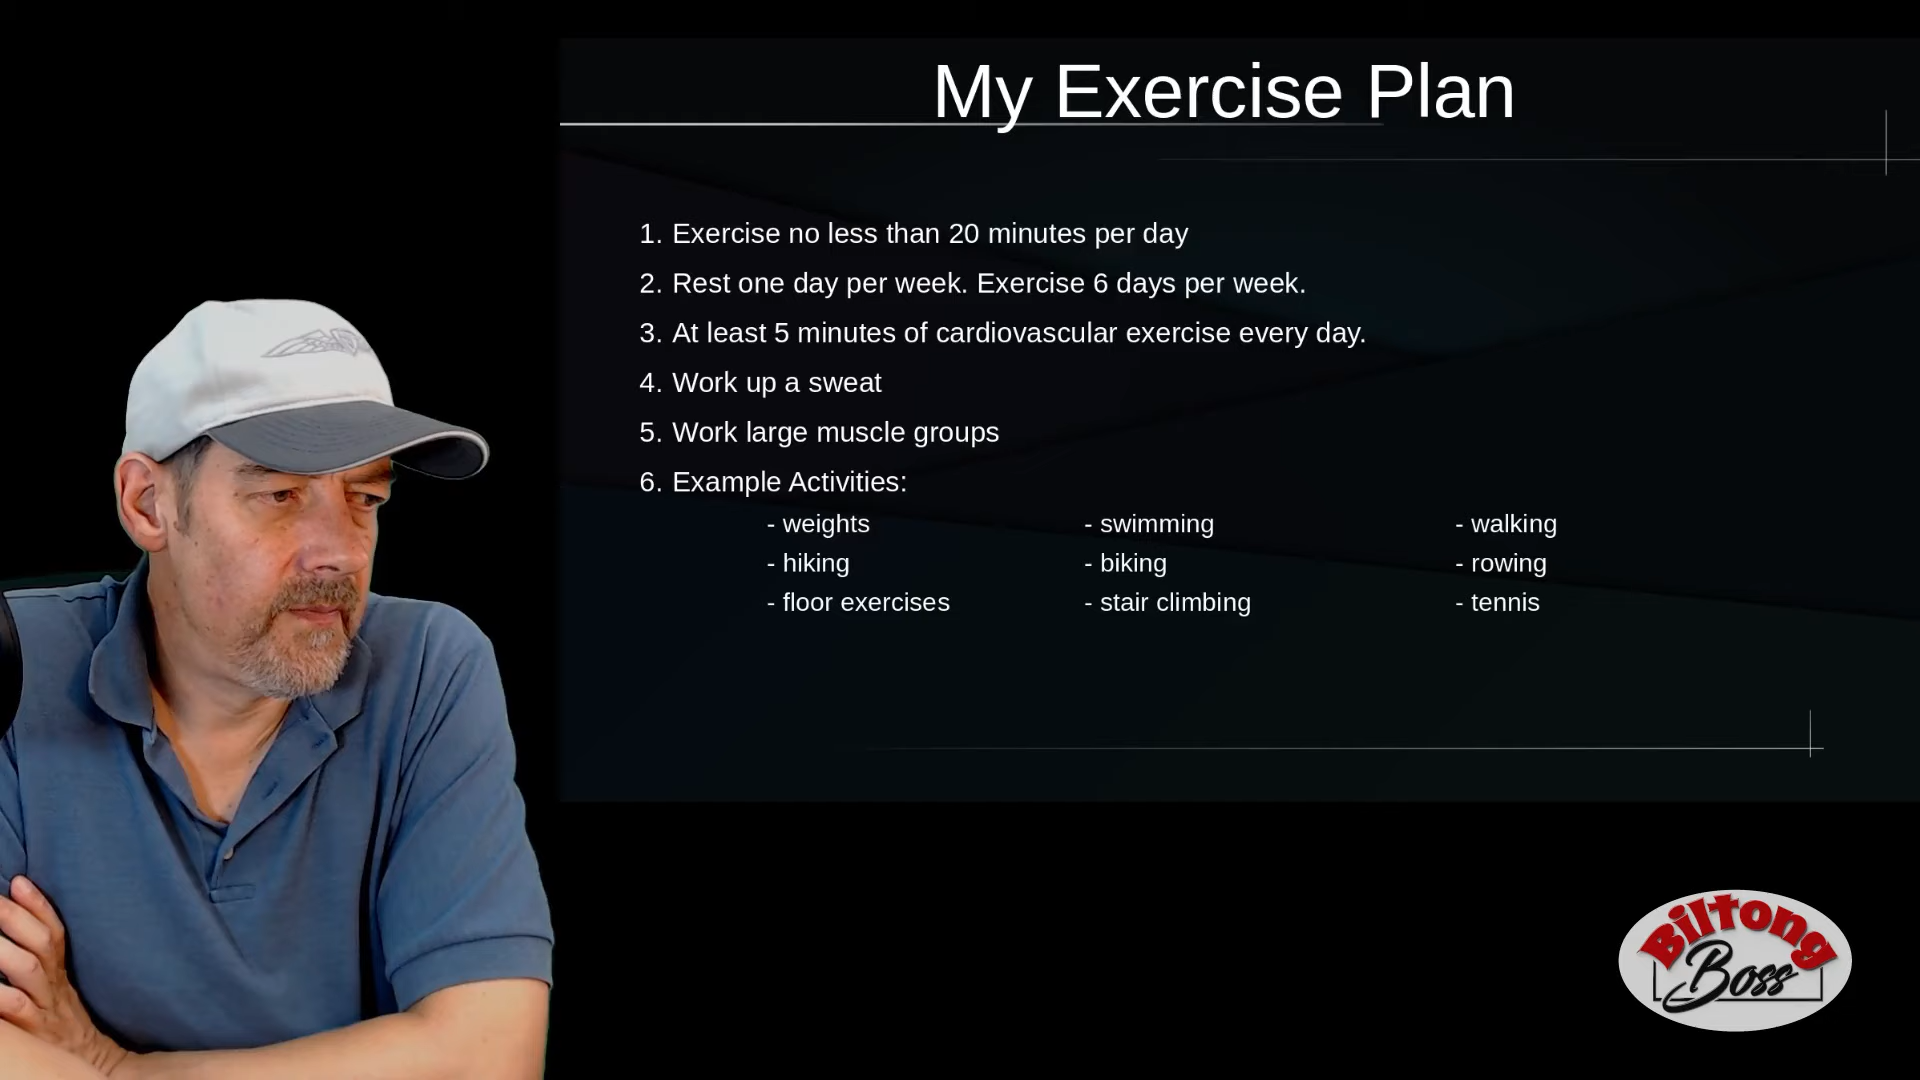 My Exercise Plan
1. Exercise no less than 20 minutes per day
2. Rest one day per week. Exercise 6 days per week.
3. At least 5 minutes of cardiovascular exercise every day.
4. Work up a sweat
5. Work large muscle groups
6. Example Activities:
- weights - swimming - walking
- hiking - biking - rowing
- floor exercises - stair climbing - tennis
Biltong
Boss